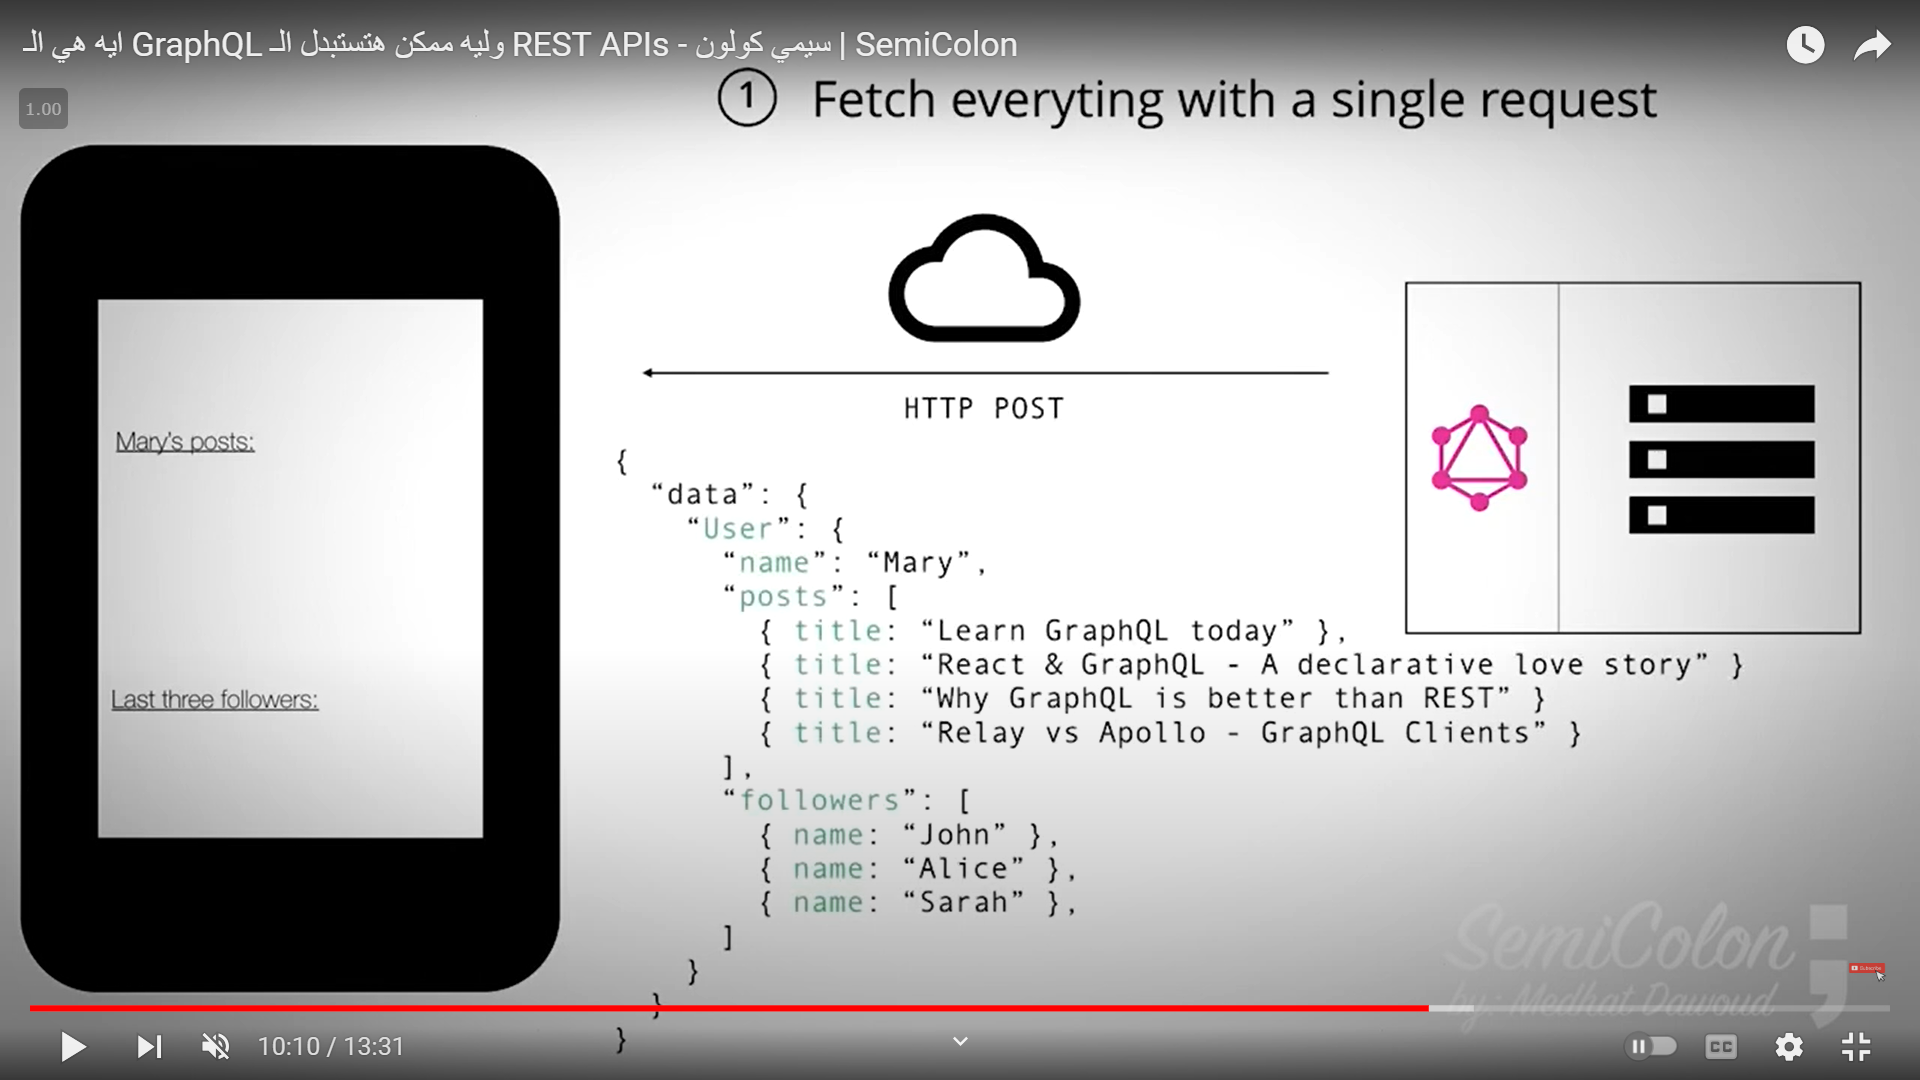 ايه هي الـ GraphQL وليه ممكن هتستبدل الـ REST APIs - سيمي كولون | SemiColon
1.00
1 Fetch everyting with a single request
HTTP POST
Mary's posts:
Last three followers:
{
“data”: {
“User”: {
“name”: “Mary”,
“posts”: [
{ title: “Learn GraphQL today” },
{ title: “React & GraphQL - A declarative love story” }
{ title: “Why GraphQL is better than REST” }
{ title: “Relay vs Apollo - GraphQL Clients” }
],
“followers”: [
{ name: “John” },
{ name: “Alice” },
{ name: “Sarah” },
]
}
}
}
SemiColon ;
by: Medhat Dawoud
Subscribe
10:10 / 13:31
CC